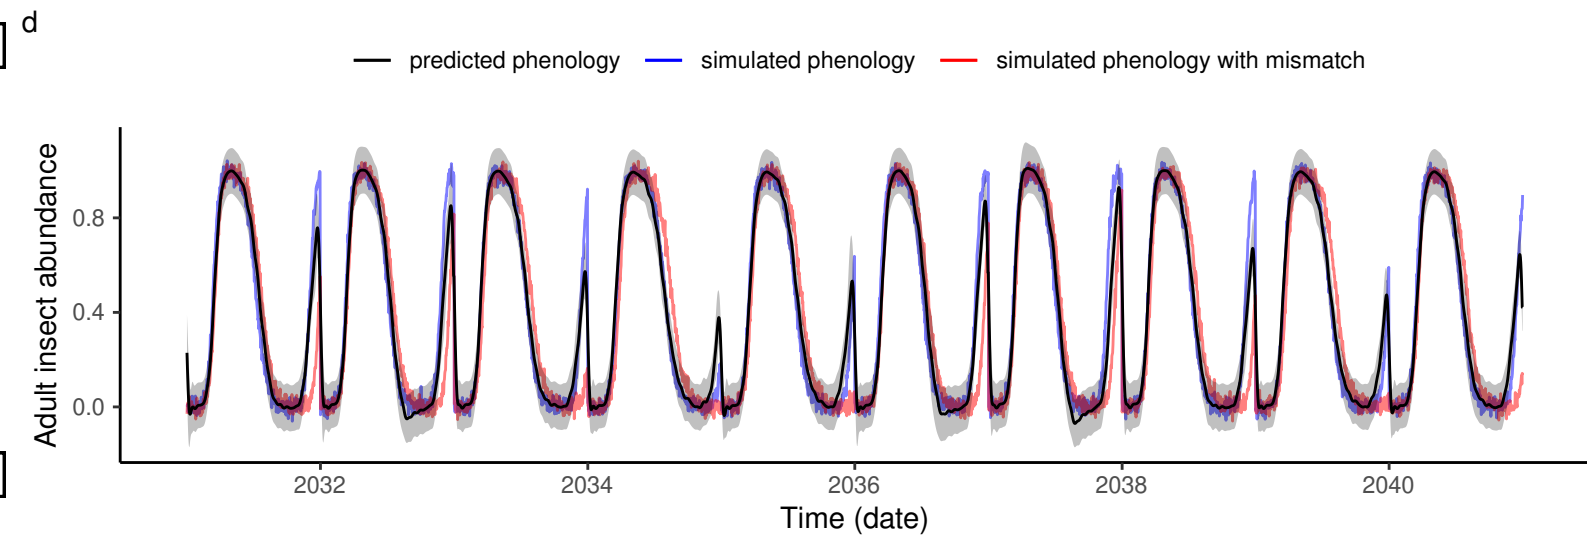 d
predicted phenology simulated phenology simulated phenology with mismatch
Adult insect abundance
0.8
0.4
0.0
2032 2034 2036 2038 2040
Time (date)